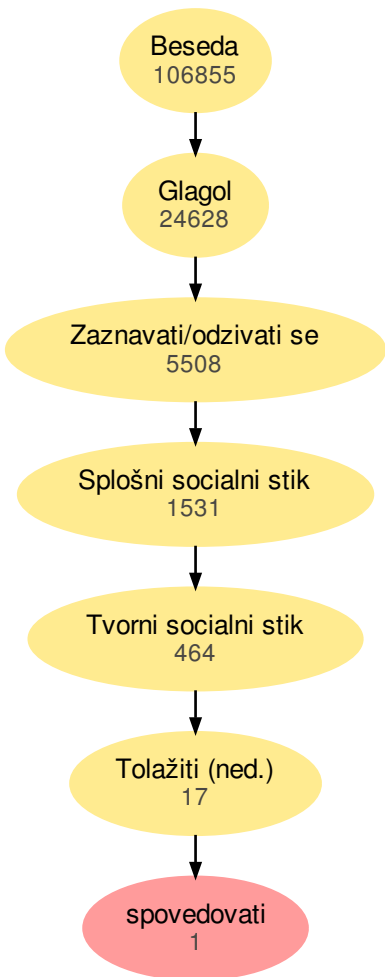 Beseda
106855
Glagol
24628
Zaznavati/odzivati se
5508
Splošni socialni stik
1531
Tvorni socialni stik
464
Tolažiti (ned.)
17
spovedovati
1